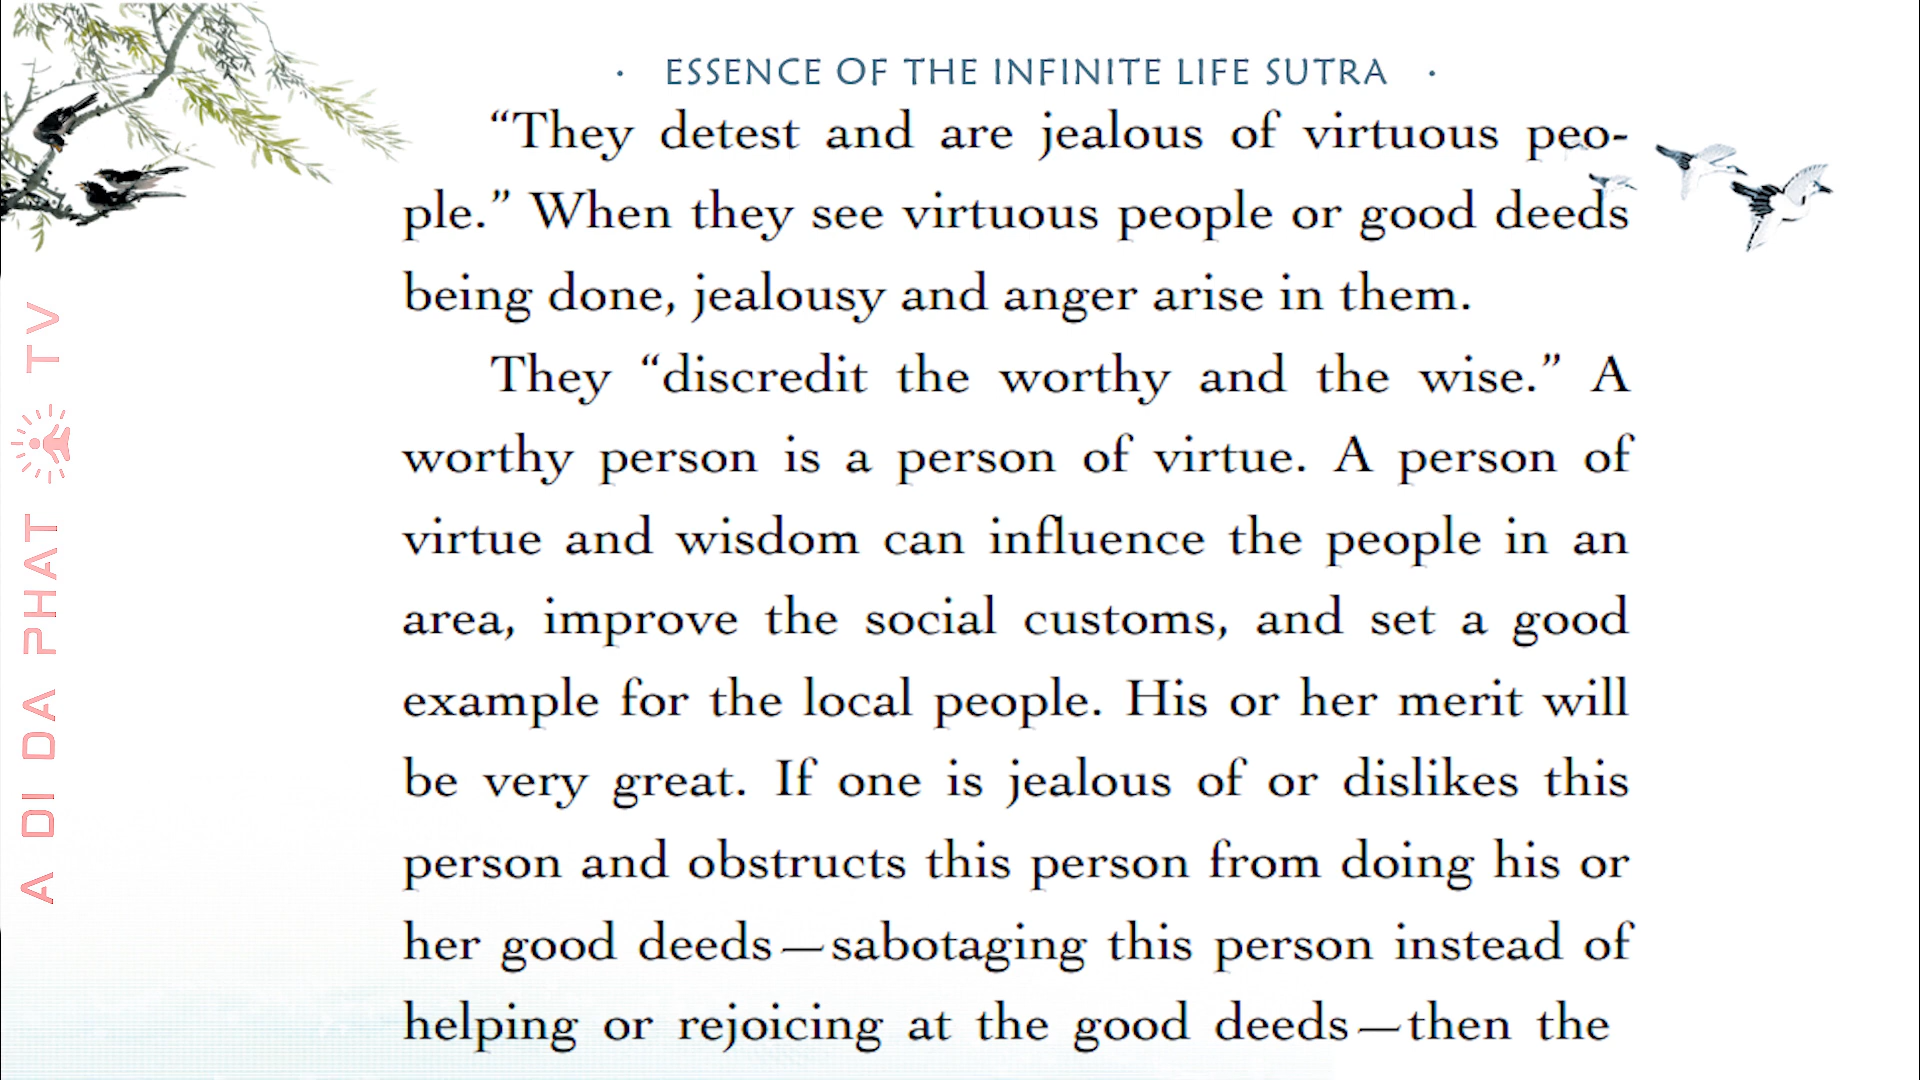 · ESSENCE OF THE INFINITE LIFE SUTRA ·
“They detest and are jealous of virtuous peo-
ple.” When they see virtuous people or good deeds
being done, jealousy and anger arise in them.
They “discredit the worthy and the wise.” A
worthy person is a person of virtue. A person of
virtue and wisdom can influence the people in an
area, improve the social customs, and set a good
example for the local people. His or her merit will
be very great. If one is jealous of or dislikes this
person and obstructs this person from doing his or
her good deeds—sabotaging this person instead of
helping or rejoicing at the good deeds—then the
A DI DA PHAT TV